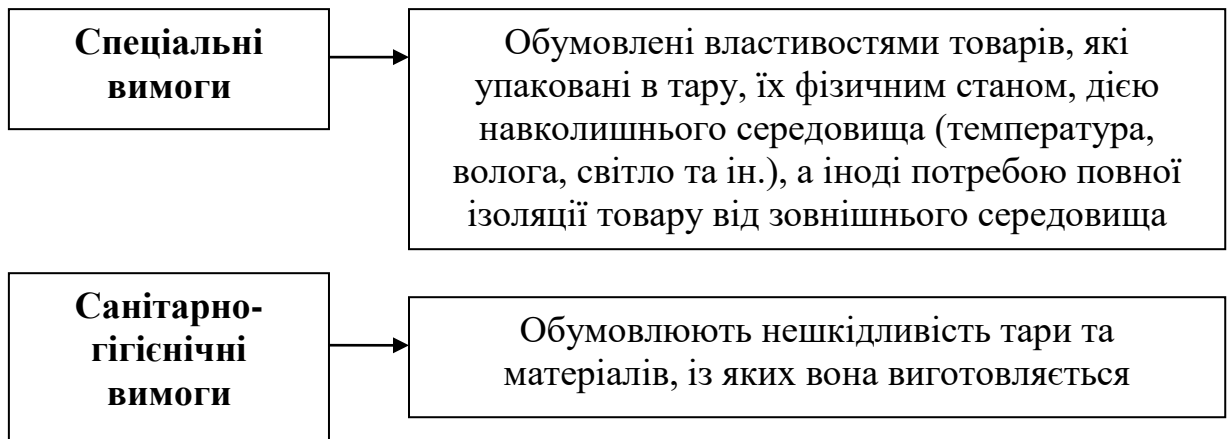 Спеціальні
вимоги
Обумовлені властивостями товарів, які
упаковані в тару, їх фізичним станом, дією
навколишнього середовища (температура,
волога, світло та ін.), а іноді потребою повної
ізоляції товару від зовнішнього середовища
Санітарно-
гігієнічні
вимоги
Обумовлюють нешкідливість тари та
матеріалів, із яких вона виготовляється